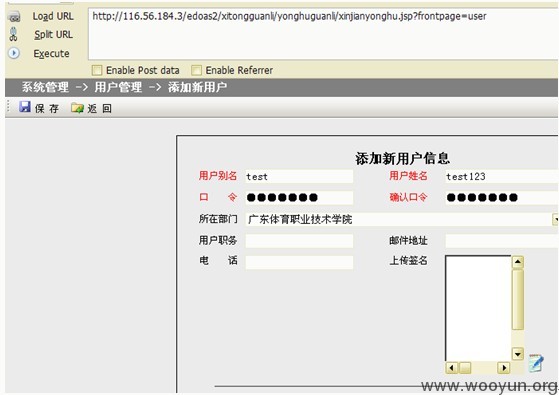 Load URL http://116.56.184.3/edoas2/xitongguanli/yonghuguanli/xinjianyonghu.jsp?frontpage=user
Split URL
Execute
Enable Post data Enable Referrer
系统管理 -> 用户管理 -> 添加新用户
保 存 返 回
添加新用户信息
用户别名 test 用户姓名 test123
口 令 ●●●●●●● 确认口令 ●●●●●●●
所在部门 广东体育职业技术学院
用户职务 邮件地址
电 话 上传签名
www.wooyun.org